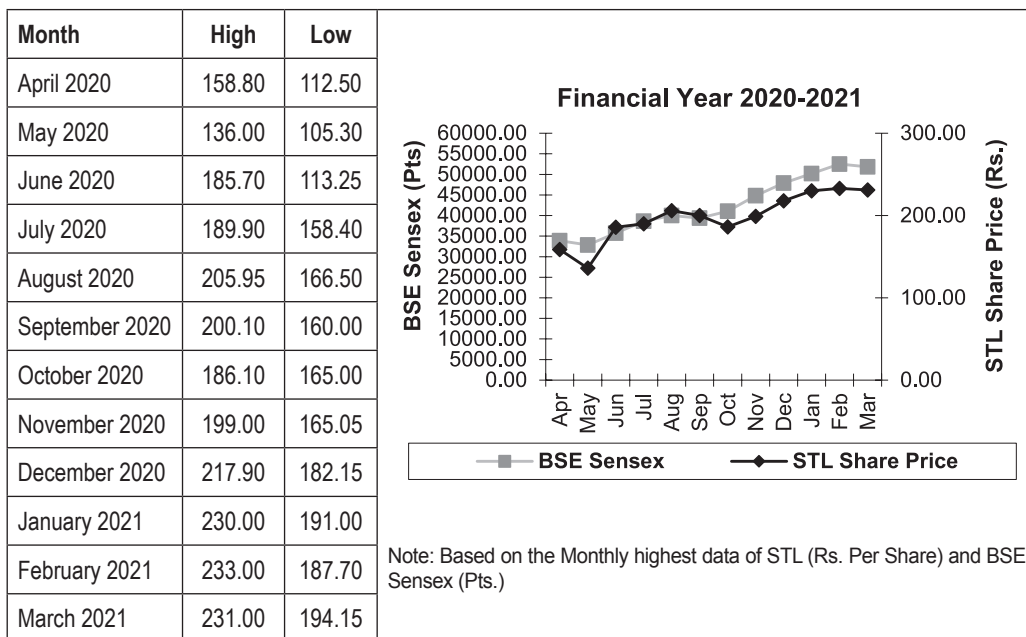 Month High Low
April 2020 158.80 112.50
May 2020 136.00 105.30
June 2020 185.70 113.25
July 2020 189.90 158.40
August 2020 205.95 166.50
September 2020 200.10 160.00
October 2020 186.10 165.00
November 2020 199.00 165.05
December 2020 217.90 182.15
January 2021 230.00 191.00
February 2021 233.00 187.70
March 2021 231.00 194.15
Financial Year 2020-2021
BSE Sensex (Pts)
60000.00
55000.00
50000.00
45000.00
40000.00
35000.00
30000.00
25000.00
20000.00
15000.00
10000.00
5000.00
0.00
300.00
200.00
100.00
0.00
STL Share Price (Rs.)
Apr
May
Jun
Jul
Aug
Sep
Oct
Nov
Dec
Jan
Feb
Mar
BSE Sensex STL Share Price
Note: Based on the Monthly highest data of STL (Rs. Per Share) and BSE
Sensex (Pts.)